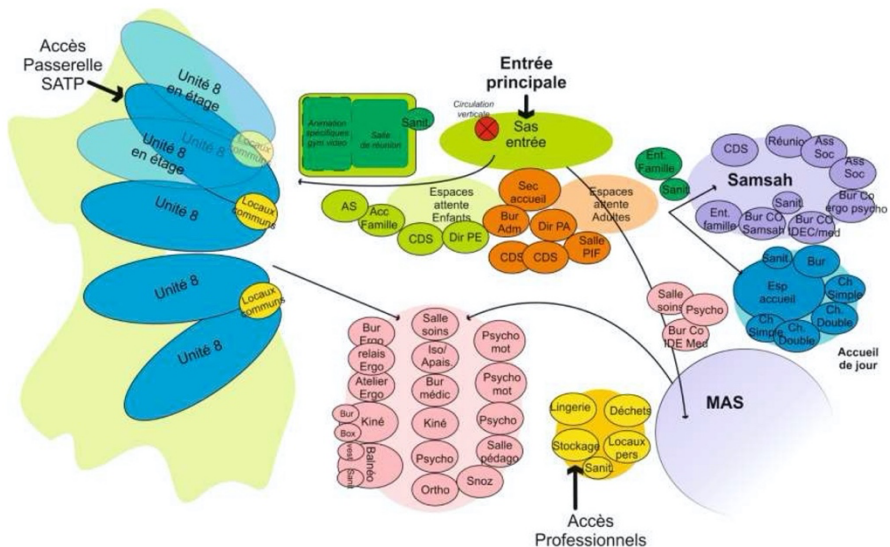 Accès
Passerelle
SATP
Unité 8
en étage
Unité 8
Unité 8
en étage
Locaux
communs
Unité 8
Locaux
communs
Unité 8
Locaux
communs
Unité 8
Entrée
principale
Animation
spécifiques
gym video
Salle
de réunion
Sanit.
Circulation
verticale
Sas
entrée
Espaces
attente
Enfants
Sec
accueil
Espaces
attente
Adultes
AS
Acc
Famille
CDS
Dir PE
Bur
Adm
Dir PA
CDS
CDS
Salle
PIF
Ent.
Famille
Sanit.
CDS
Réunio
Ass
Soc
Ass
Soc
Samsah
Bur Co
ergo psycho
Ent.
famille
Bur CO
Samsah
Sanit.
Bur CO
IDEC/med
Sanit.
Bur
Esp
accueil
Ch
Simple
Ch.
Double
Ch.
Double
Ch
Simple
Accueil
de jour
Salle
soins
Psycho
Bur Co
IDE Med
MAS
Bur
Ergo
relais
Ergo
Atelier
Ergo
Bur
Box
Kiné
Balnéo
Sanit
Salle
soins
Iso/
Apais.
Bur
médic
Kiné
Psycho
Ortho
Psycho
mot
Psycho
mot
Psycho
Salle
pédago
Snoz
Lingerie
Déchets
Stockage
Locaux
pers
Sanit.
Accès
Professionnels